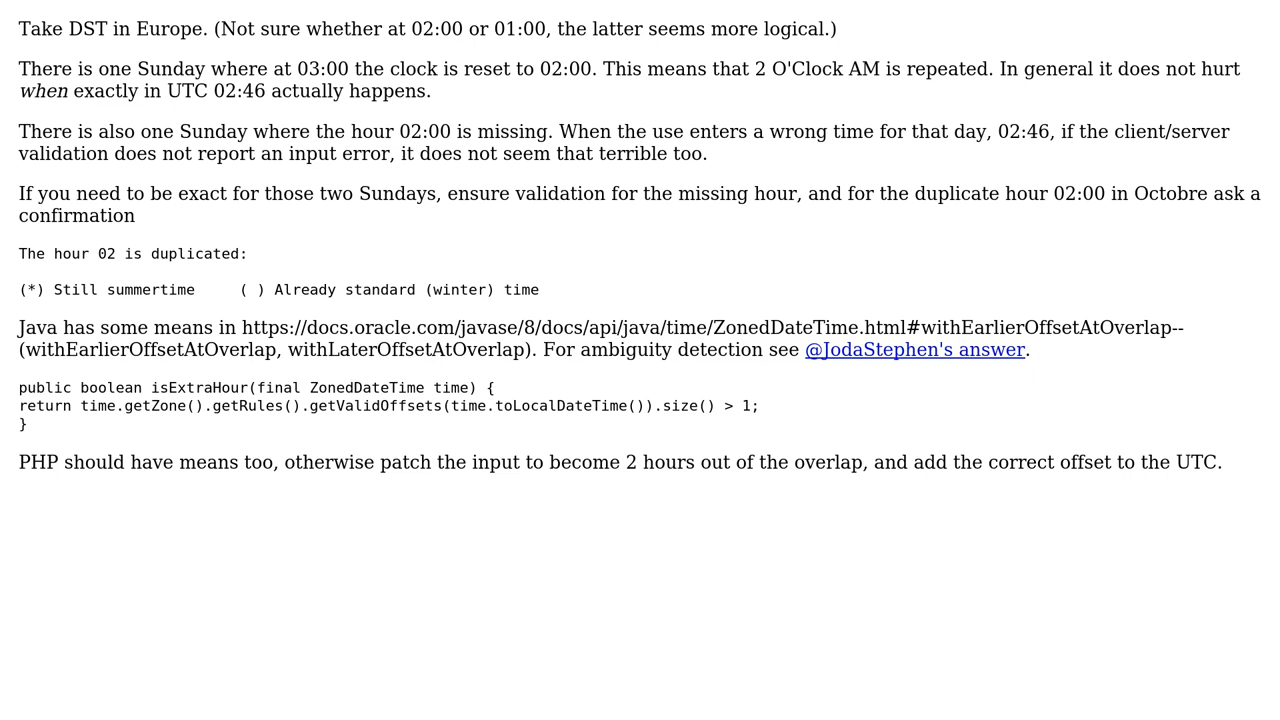 Take DST in Europe. (Not sure whether at 02:00 or 01:00, the latter seems more logical.)
There is one Sunday where at 03:00 the clock is reset to 02:00. This means that 2 O'Clock AM is repeated. In general it does not hurt
when exactly in UTC 02:46 actually happens.
There is also one Sunday where the hour 02:00 is missing. When the use enters a wrong time for that day, 02:46, if the client/server
validation does not report an input error, it does not seem that terrible too.
If you need to be exact for those two Sundays, ensure validation for the missing hour, and for the duplicate hour 02:00 in Octobre ask a
confirmation
The hour 02 is duplicated:
(*) Still summertime     ( ) Already standard (winter) time
Java has some means in https://docs.oracle.com/javase/8/docs/api/java/time/ZonedDateTime.html#withEarlierOffsetAtOverlap--
(withEarlierOffsetAtOverlap, withLaterOffsetAtOverlap). For ambiguity detection see @JodaStephen's answer.
public boolean isExtraHour(final ZonedDateTime time) {
return time.getZone().getRules().getValidOffsets(time.toLocalDateTime()).size() > 1;
}
PHP should have means too, otherwise patch the input to become 2 hours out of the overlap, and add the correct offset to the UTC.